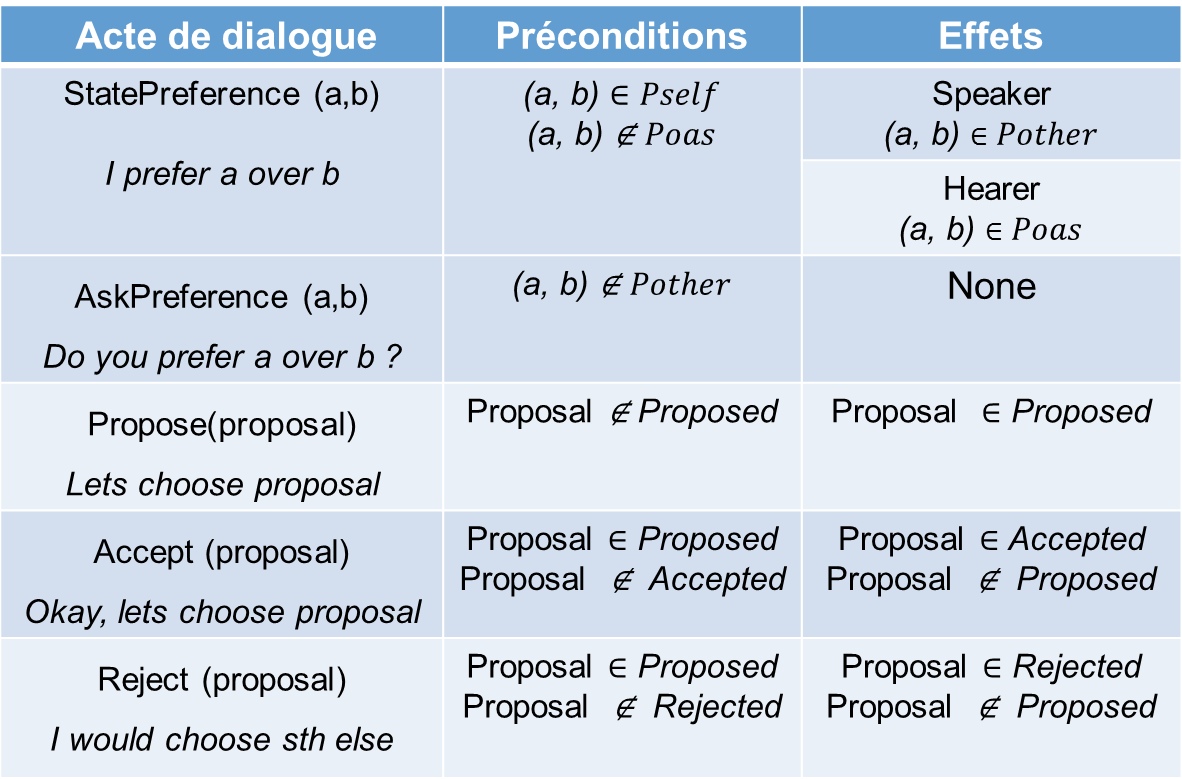 Acte de dialogue
Préconditions
Effets
StatePreference (a,b)
I prefer a over b
(a, b) ∈ Pself
(a, b) ∉ Poas
Speaker
(a, b) ∈ Pother
Hearer
(a, b) ∈ Poas
AskPreference (a,b)
Do you prefer a over b ?
(a, b) ∉ Pother
None
Propose(proposal)
Lets choose proposal
Proposal ∉ Proposed
Proposal ∈ Proposed
Accept (proposal)
Okay, lets choose proposal
Proposal ∈ Proposed
Proposal ∉ Accepted
Proposal ∈ Accepted
Proposal ∉ Proposed
Reject (proposal)
I would choose sth else
Proposal ∈ Proposed
Proposal ∉ Rejected
Proposal ∈ Rejected
Proposal ∉ Proposed